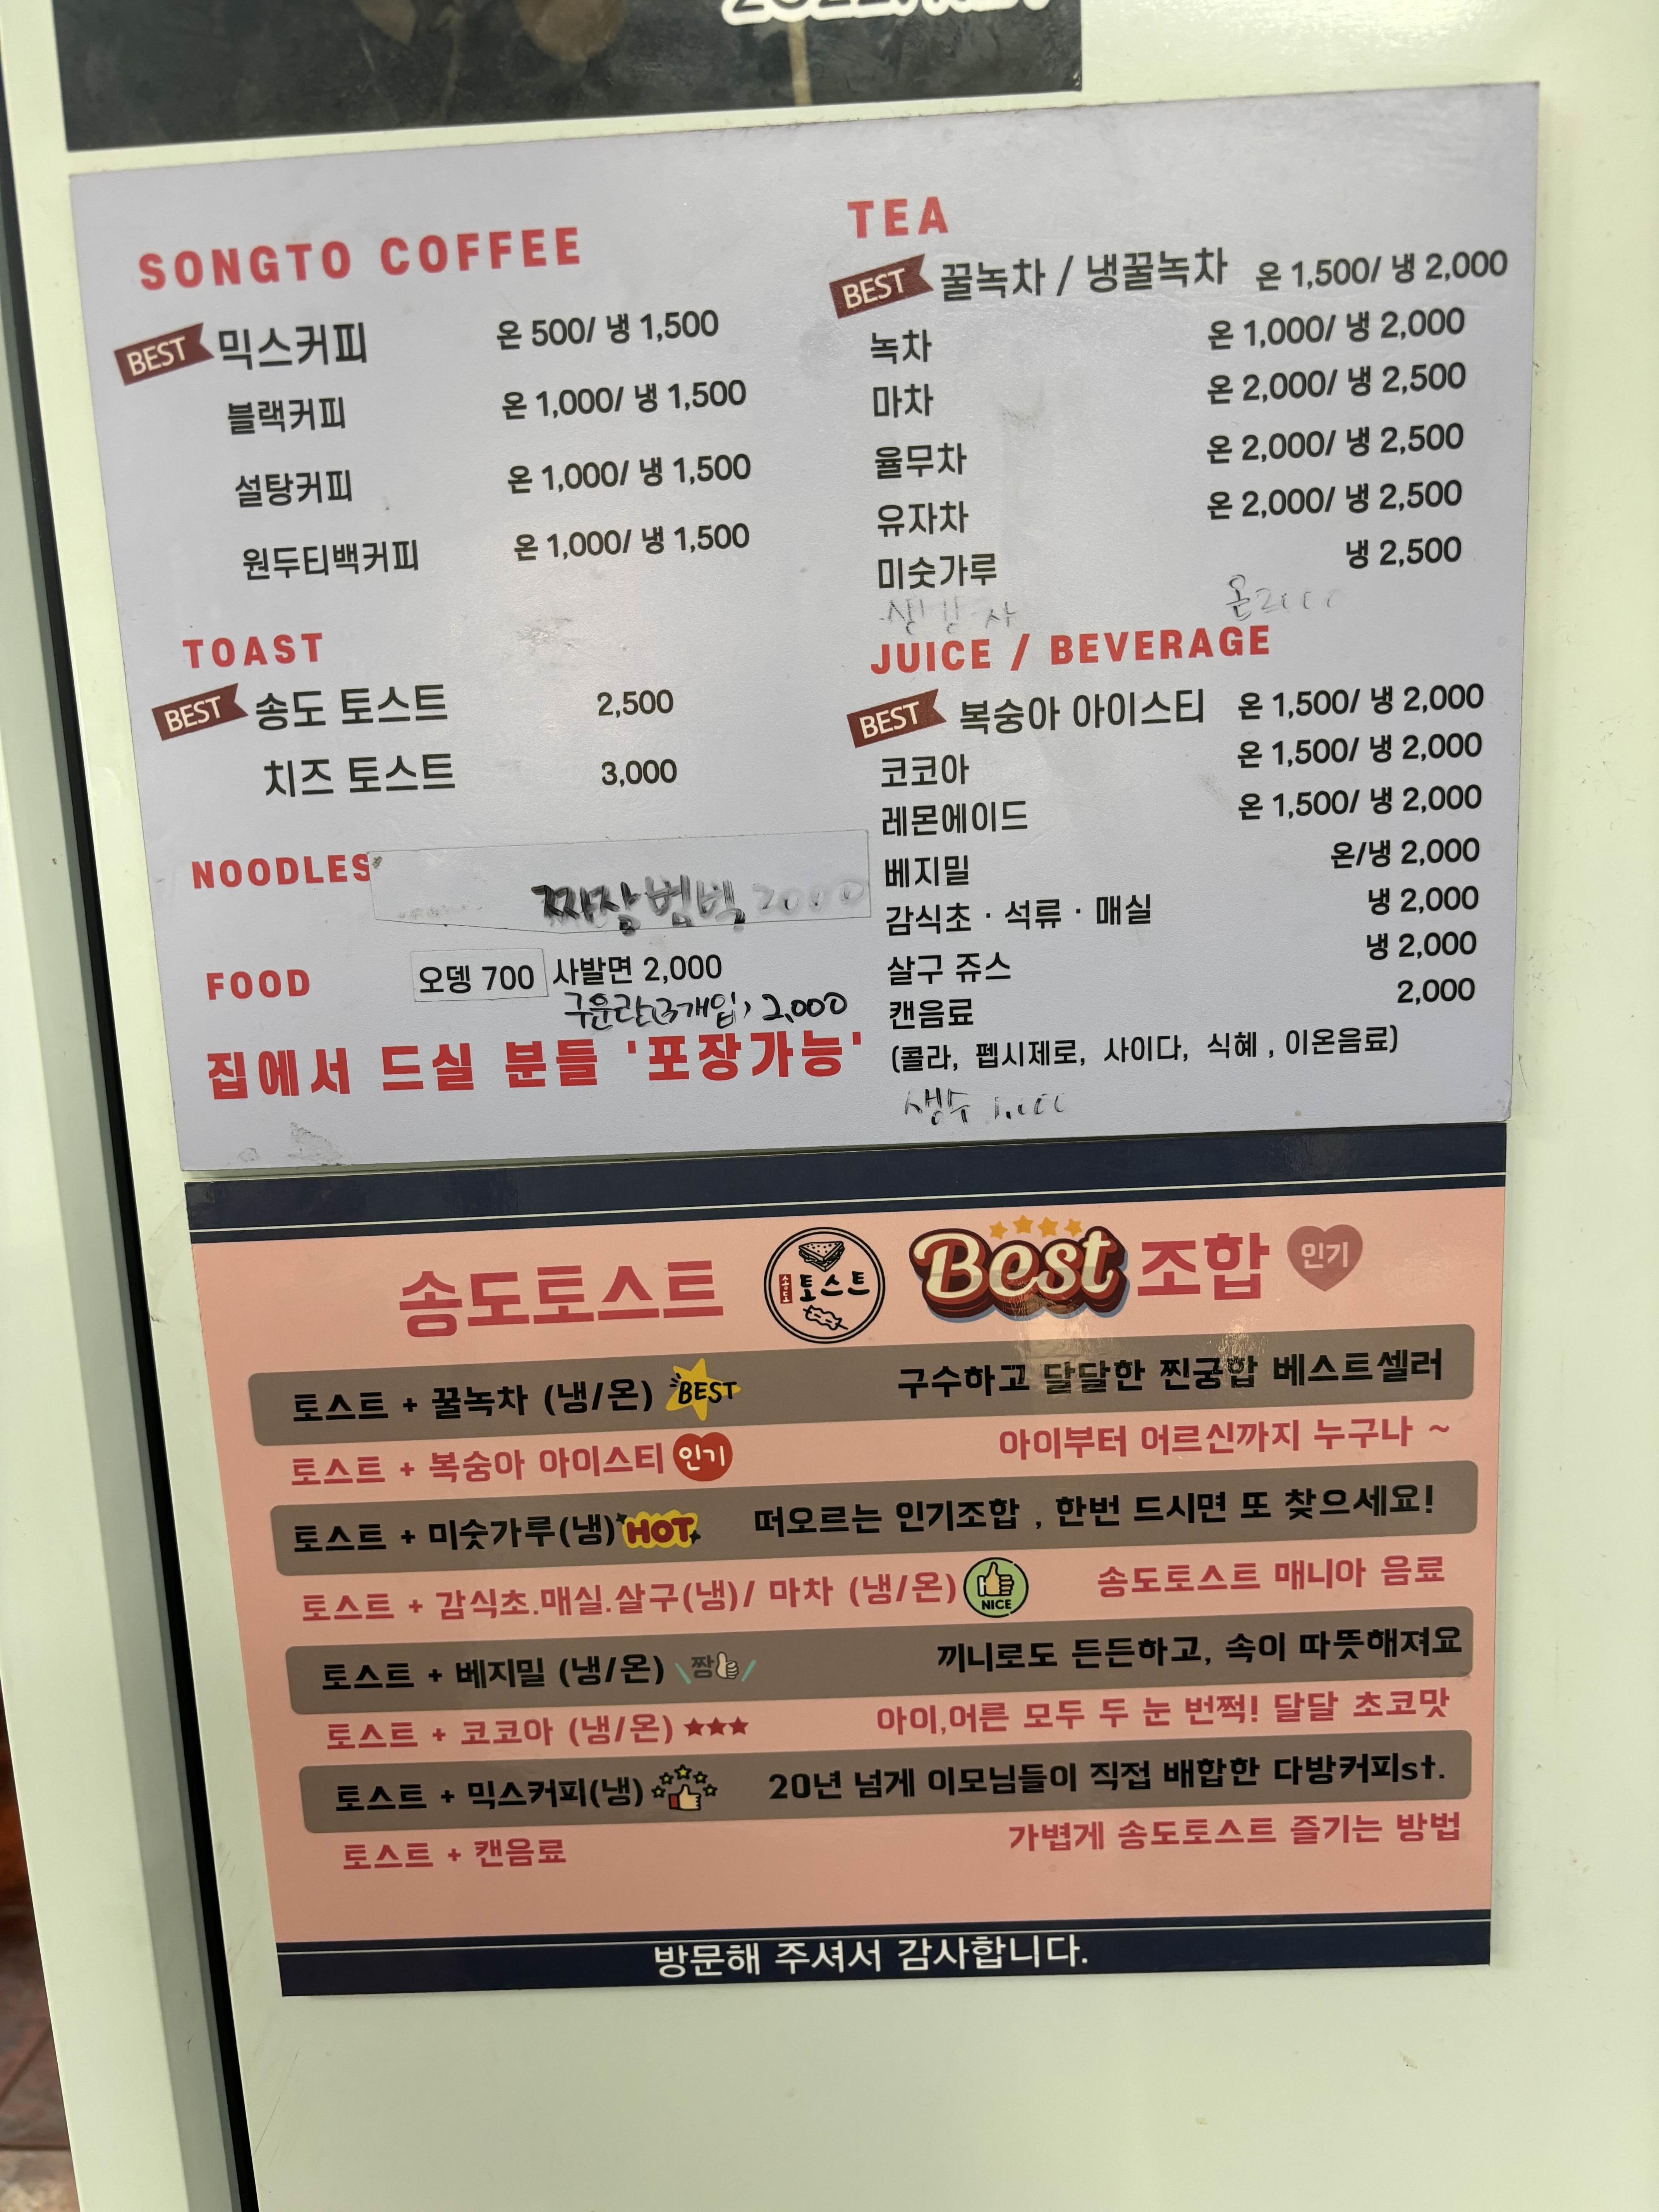 SONGTO COFFEE
BEST 믹스커피 온 500/ 냉 1,500
블랙커피 온 1,000/ 냉 1,500
설탕커피 온 1,000/ 냉 1,500
원두티백커피 온 1,000/ 냉 1,500
TOAST
BEST 송도 토스트 2,500
치즈 토스트 3,000
NOODLES
짜장범벅 2000
FOOD 오뎅 700 사발면 2,000
구운란(3개입) 2,000
집에서 드실 분들 '포장가능'
TEA
BEST 꿀녹차 / 냉꿀녹차 온 1,500/ 냉 2,000
녹차 온 1,000/ 냉 2,000
마차 온 2,000/ 냉 2,500
율무차 온 2,000/ 냉 2,500
유자차 온 2,000/ 냉 2,500
미숫가루 냉 2,500
온 2000
JUICE / BEVERAGE
BEST 복숭아 아이스티 온 1,500/ 냉 2,000
코코아 온 1,500/ 냉 2,000
레몬에이드 온 1,500/ 냉 2,000
베지밀 온/냉 2,000
감식초 · 석류 · 매실 냉 2,000
살구 쥬스 냉 2,000
캔음료 2,000
(콜라, 펩시제로, 사이다, 식혜 , 이온음료)
생수 1,000
송도토스트 송도 토스트 Best 조합 인기
토스트 + 꿀녹차 (냉/온) BEST 구수하고 달달한 찐궁합 베스트셀러
토스트 + 복숭아 아이스티 인기 아이부터 어르신까지 누구나 ~
토스트 + 미숫가루(냉) HOT 떠오르는 인기조합 , 한번 드시면 또 찾으세요!
토스트 + 감식초.매실.살구(냉)/ 마차 (냉/온) NICE 송도토스트 매니아 음료
토스트 + 베지밀 (냉/온) 짱 끼니로도 든든하고, 속이 따뜻해져요
토스트 + 코코아 (냉/온) ★★★ 아이,어른 모두 두 눈 번쩍! 달달 초코맛
토스트 + 믹스커피(냉) 20년 넘게 이모님들이 직접 배합한 다방커피st.
토스트 + 캔음료 가볍게 송도토스트 즐기는 방법
방문해 주셔서 감사합니다.